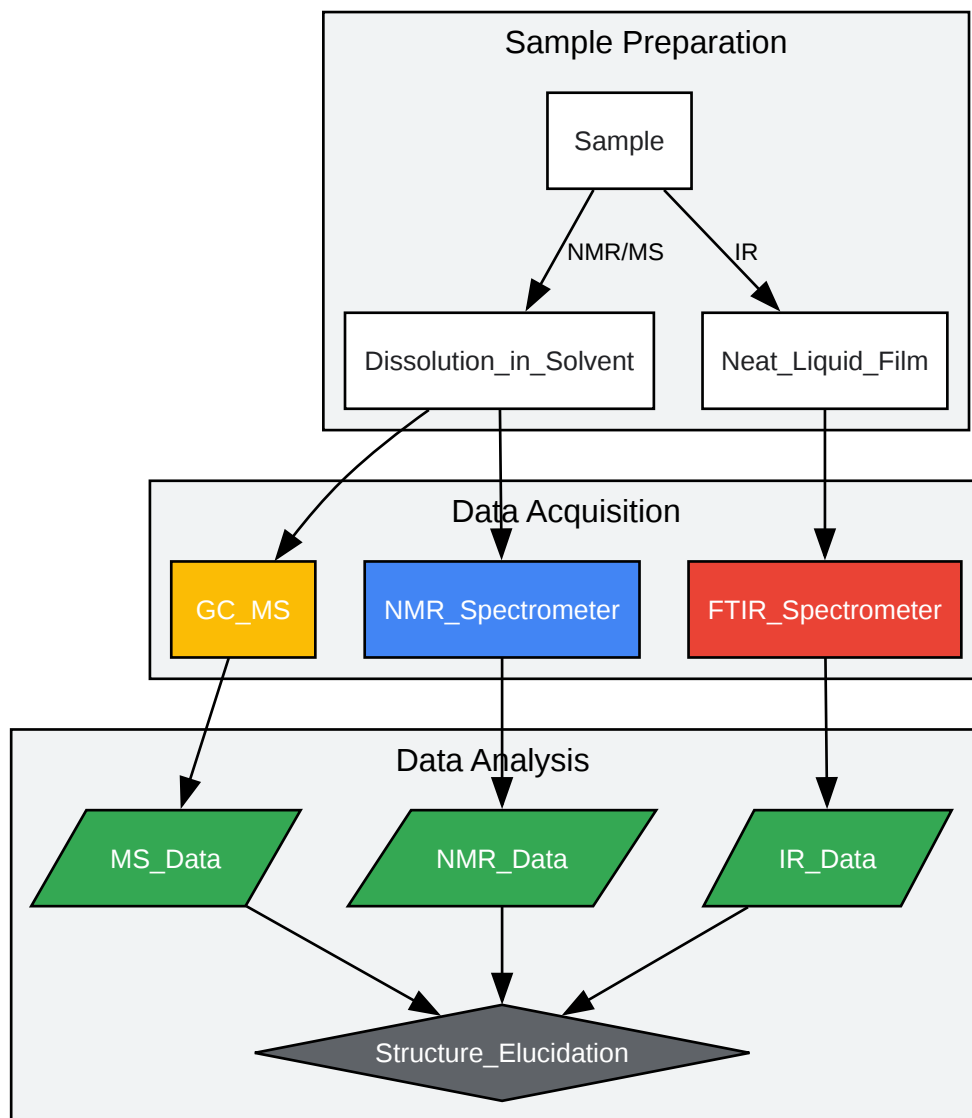 Sample Preparation
Sample
NMR/MS
IR
Dissolution_in_Solvent
Neat_Liquid_Film
Data Acquisition
GC_MS
NMR_Spectrometer
FTIR_Spectrometer
Data Analysis
MS_Data
NMR_Data
IR_Data
Structure_Elucidation